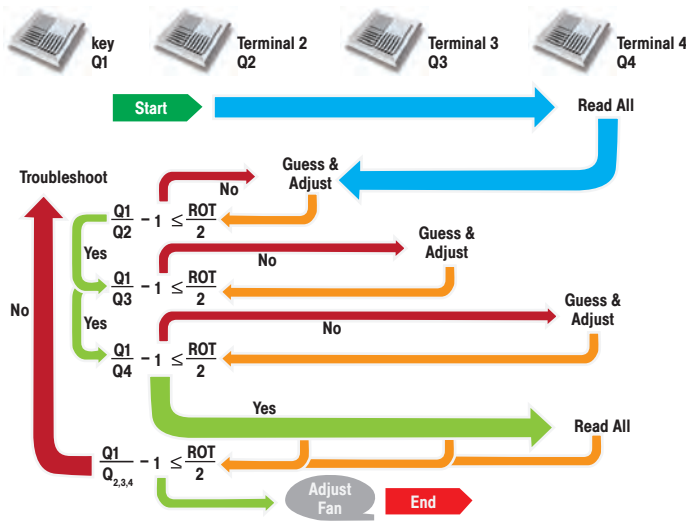 key
Q1
Terminal 2
Q2
Terminal 3
Q3
Terminal 4
Q4
Start
Read All
Troubleshoot
No
Guess &
Adjust
Q1/Q2 − 1 ≤ ROT/2
Yes
No
Guess &
Adjust
Q1/Q3 − 1 ≤ ROT/2
No
Yes
No
Guess &
Adjust
Q1/Q4 − 1 ≤ ROT/2
Yes
Read All
Q1/Q2,3,4 − 1 ≤ ROT/2
Adjust
Fan
End